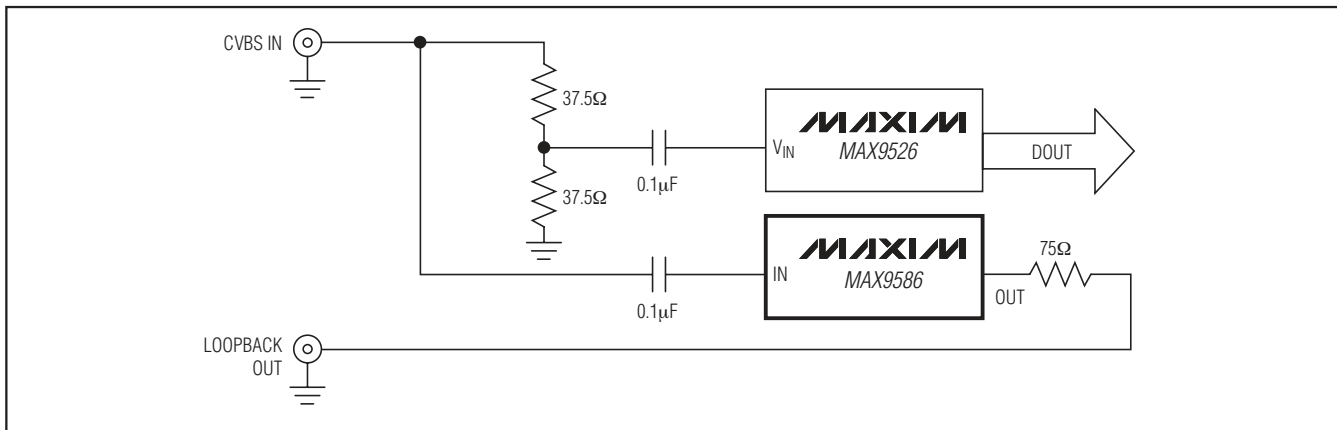 CVBS IN
37.5Ω
37.5Ω
0.1μF
VIN
MAXIM
MAX9526
DOUT
0.1μF
IN
MAXIM
MAX9586
OUT
75Ω
LOOPBACK
OUT